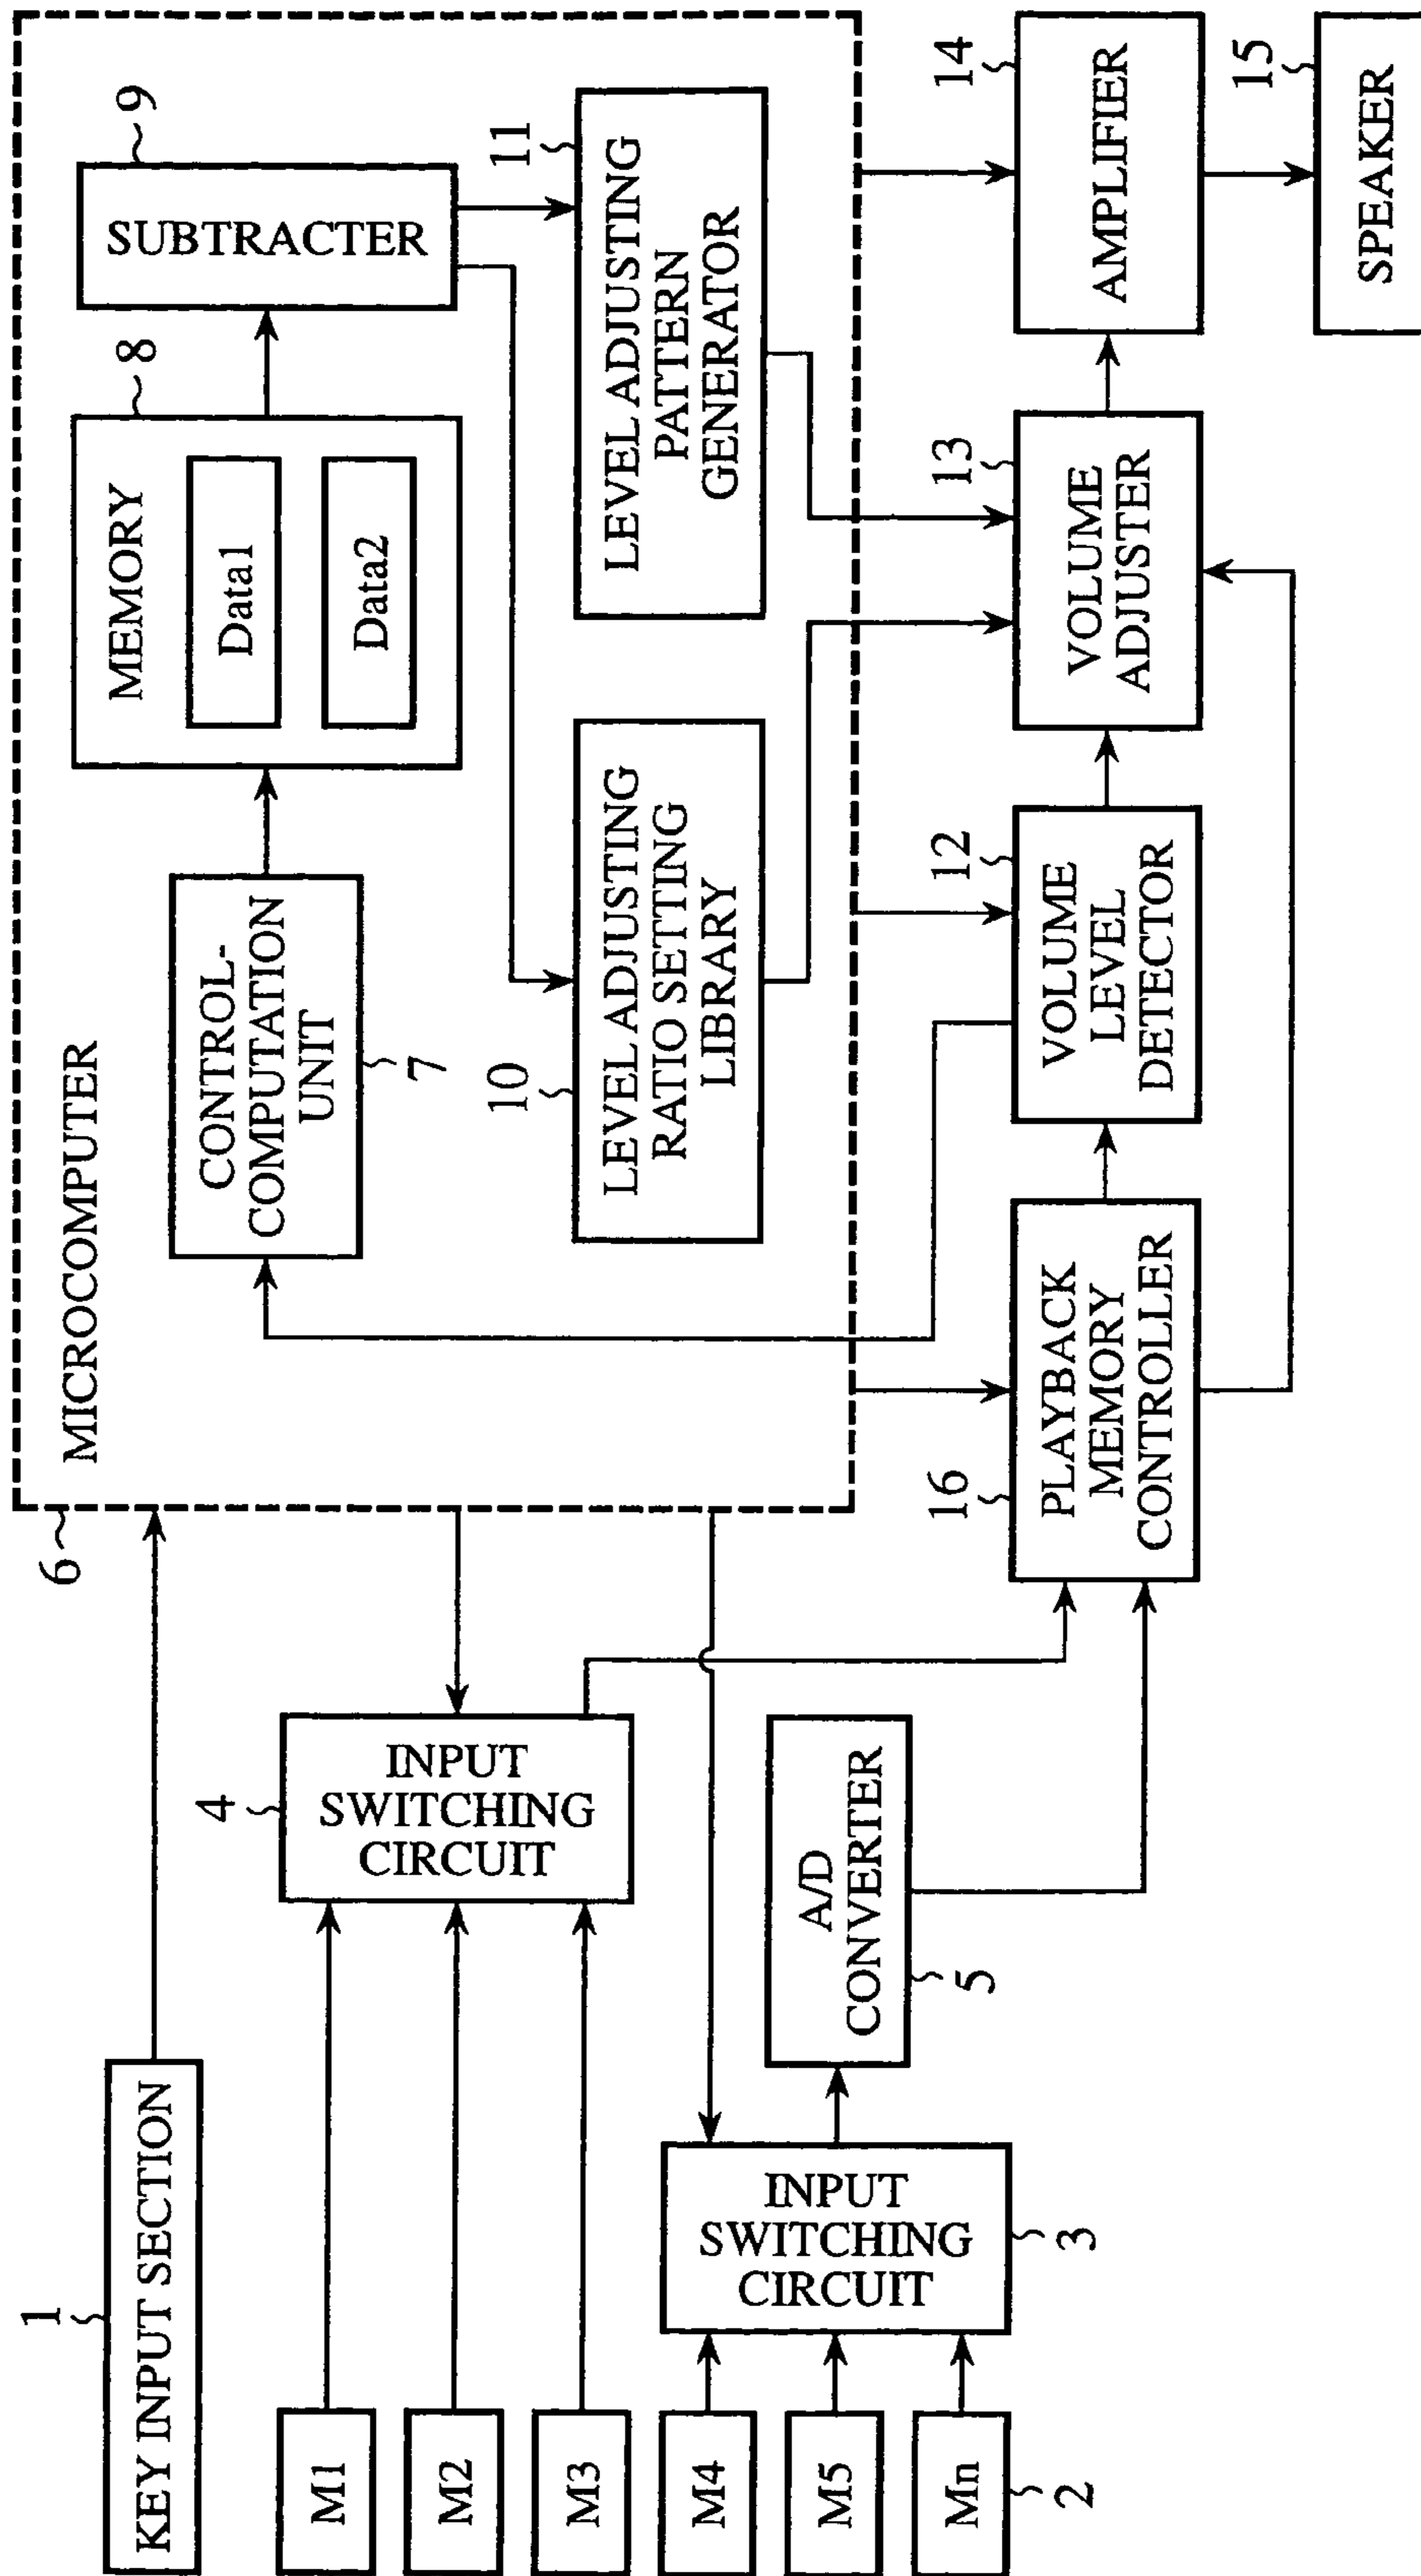 1
KEY INPUT SECTION
M1
M2
M3
M4
M5
Mn
2
4
INPUT
SWITCHING
CIRCUIT
INPUT
SWITCHING
CIRCUIT
3
A/D
CONVERTER
5
6
MICROCOMPUTER
CONTROL-
COMPUTATION
UNIT
7
8
MEMORY
Data1
Data2
9
SUBTRACTER
10
LEVEL ADJUSTING
RATIO SETTING
LIBRARY
11
LEVEL ADJUSTING
PATTERN
GENERATOR
16
PLAYBACK
MEMORY
CONTROLLER
12
VOLUME
LEVEL
DETECTOR
13
VOLUME
ADJUSTER
14
AMPLIFIER
15
SPEAKER